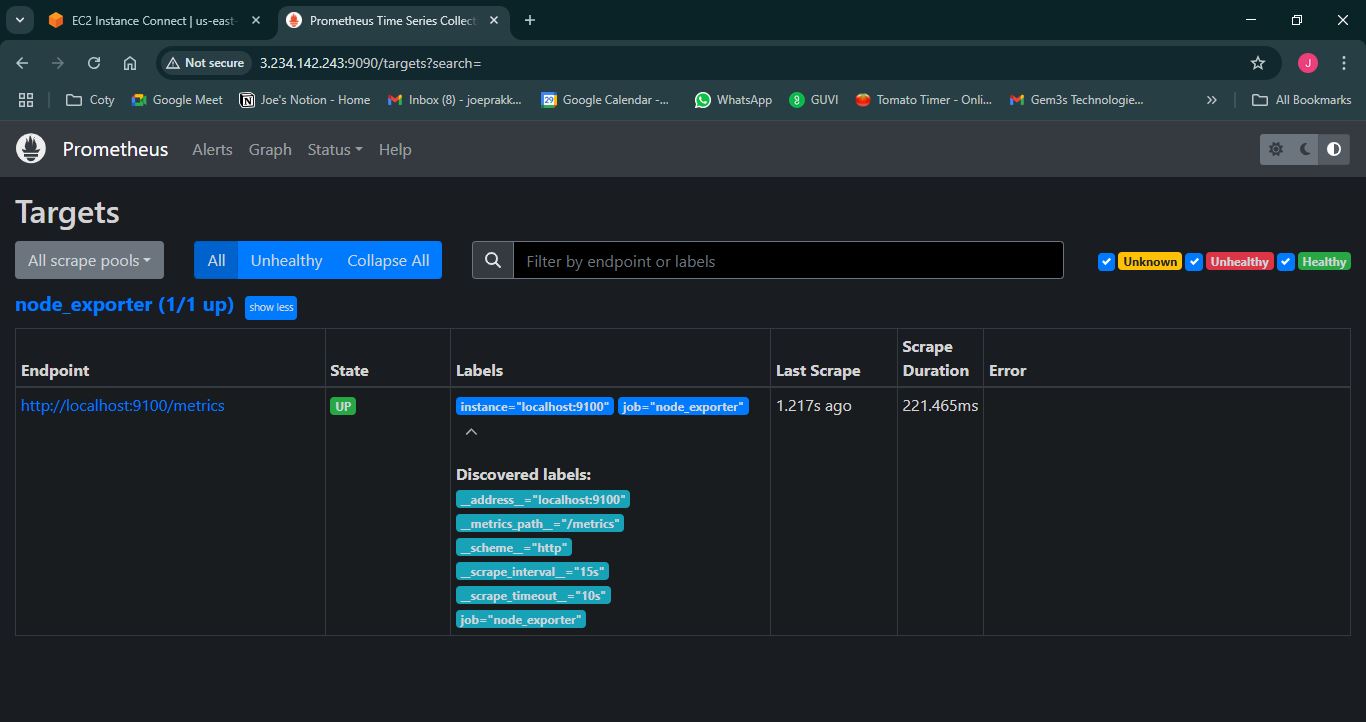 EC2 Instance Connect | us-east-
Prometheus Time Series Collect
Not secure
3.234.142.243:9090/targets?search=
J
Coty
Google Meet
Joe's Notion - Home
Inbox (8) - joeprakk...
29
Google Calendar -...
WhatsApp
GUVI
Tomato Timer - Onli...
Gem3s Technologie...
»
All Bookmarks
Prometheus
Alerts
Graph
Status
Help
Targets
All scrape pools
All
Unhealthy
Collapse All
Filter by endpoint or labels
Unknown
Unhealthy
Healthy
node_exporter (1/1 up)
show less
Endpoint
State
Labels
Last Scrape
Scrape
Duration
Error
http://localhost:9100/metrics
UP
instance="localhost:9100" job="node_exporter"
1.217s ago
221.465ms
Discovered labels:
__address__="localhost:9100"
__metrics_path__="/metrics"
__scheme__="http"
__scrape_interval__="15s"
__scrape_timeout__="10s"
job="node_exporter"